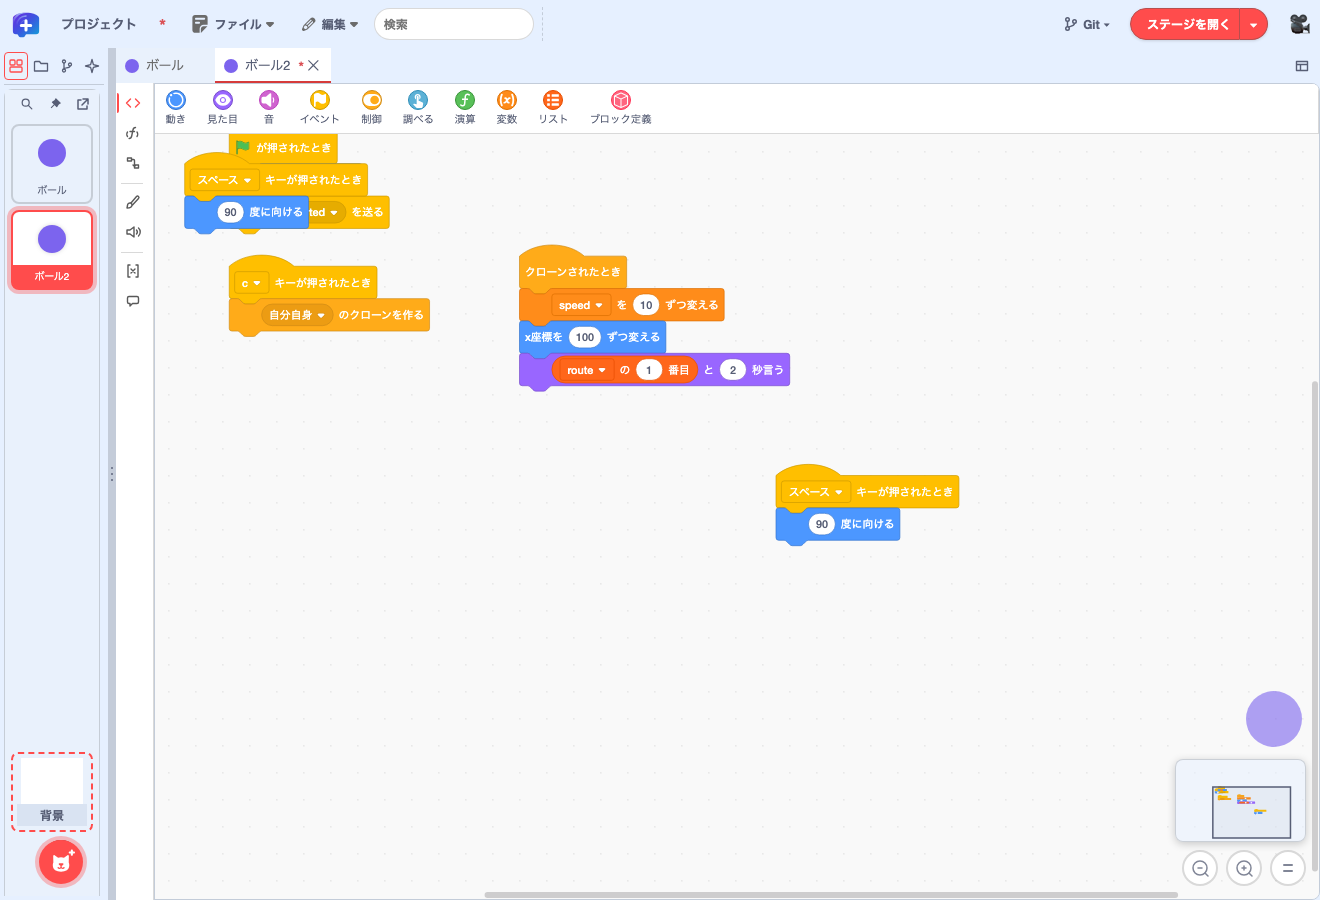 プロジェクト
*
ファイル
編集
検索
Git
ステージを開く
ボール
ボール2 *
動き
見た目
音
イベント
制御
調べる
演算
変数
リスト
ブロック定義
ボール
ボール2
背景
が押されたとき
スペース キーが押されたとき
90 度に向ける
ted を送る
c キーが押されたとき
自分自身 のクローンを作る
クローンされたとき
speed を 10 ずつ変える
x座標を 100 ずつ変える
route の 1 番目 と 2 秒言う
スペース キーが押されたとき
90 度に向ける